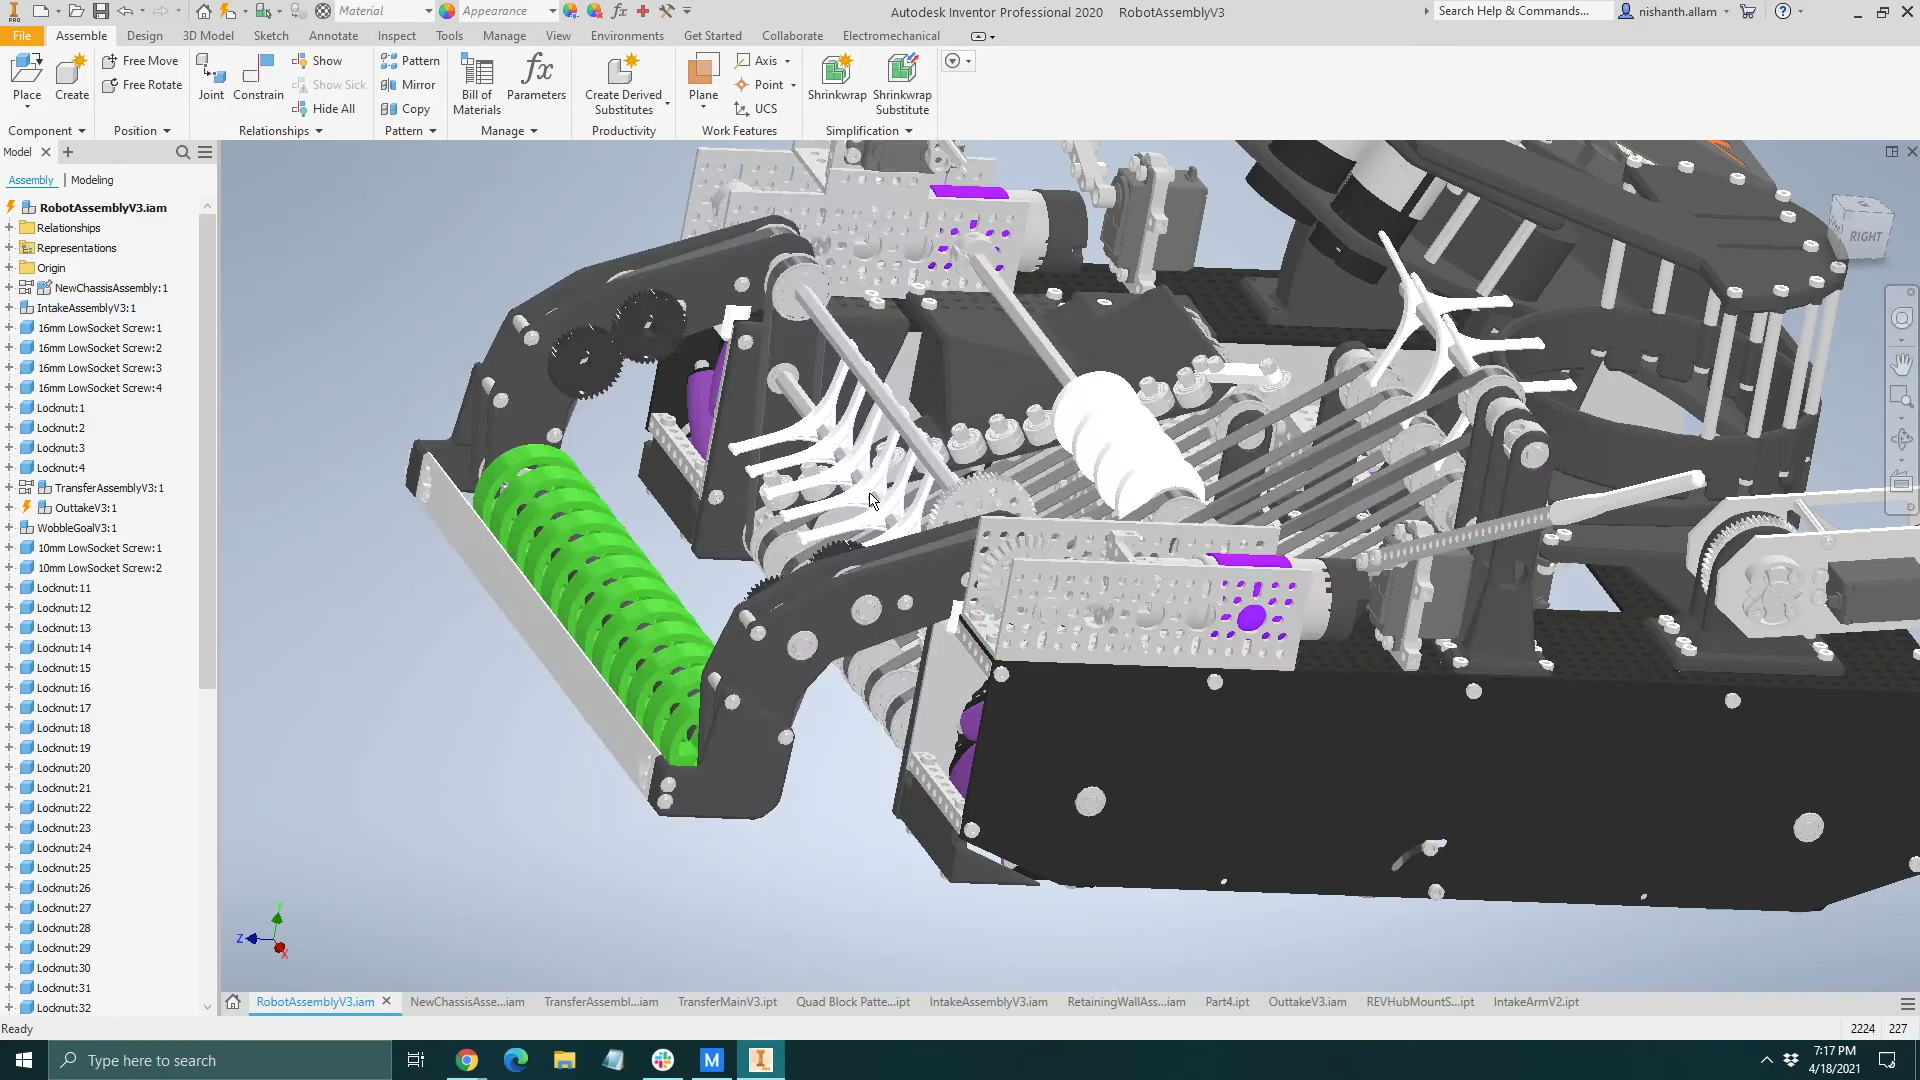 Material
Appearance
Autodesk Inventor Professional 2020 RobotAssemblyV3
Search Help & Commands...
nishanth.allam
File Assemble Design 3D Model Sketch Annotate Inspect Tools Manage View Environments Get Started Collaborate Electromechanical
Place
Create
Free Move
Free Rotate
Joint
Constrain
Show
Show Sick
Hide All
Pattern
Mirror
Copy
Bill of
Materials
Parameters
Create Derived
Substitutes
Plane
Axis
Point
UCS
Shrinkwrap
Shrinkwrap
Substitute
Component Position Relationships Pattern Manage Productivity Work Features Simplification
Model
Assembly Modeling
RobotAssemblyV3.iam
Relationships
Representations
Origin
NewChassisAssembly:1
IntakeAssemblyV3:1
16mm LowSocket Screw:1
16mm LowSocket Screw:2
16mm LowSocket Screw:3
16mm LowSocket Screw:4
Locknut:1
Locknut:2
Locknut:3
Locknut:4
TransferAssemblyV3:1
OuttakeV3:1
WobbleGoalV3:1
10mm LowSocket Screw:1
10mm LowSocket Screw:2
Locknut:11
Locknut:12
Locknut:13
Locknut:14
Locknut:15
Locknut:16
Locknut:17
Locknut:18
Locknut:19
Locknut:20
Locknut:21
Locknut:22
Locknut:23
Locknut:24
Locknut:25
Locknut:26
Locknut:27
Locknut:28
Locknut:29
Locknut:30
Locknut:31
Locknut:32
RIGHT
Y
Z
X
RobotAssemblyV3.iam NewChassisAsse...iam TransferAssembl...iam TransferMainV3.ipt Quad Block Patte...ipt IntakeAssemblyV3.iam RetainingWallAss...iam Part4.ipt OuttakeV3.iam REVHubMountS...ipt IntakeArmV2.ipt
Ready
2224 227
Type here to search
M
I
7:17 PM
4/18/2021